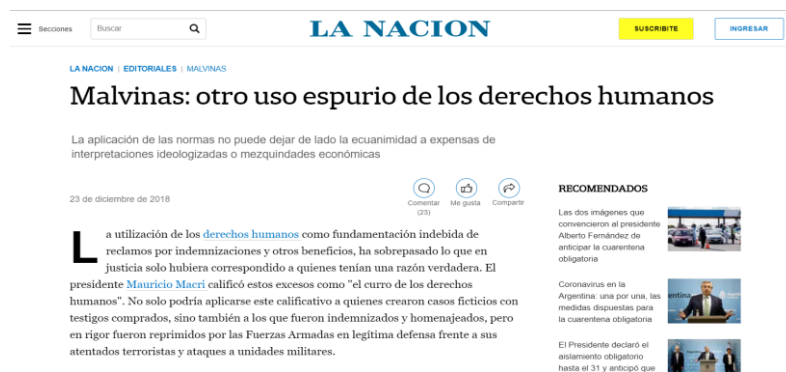 Secciones
Buscar
LA NACION
SUSCRIBITE
INGRESAR
LA NACION | EDITORIALES | MALVINAS
Malvinas: otro uso espurio de los derechos humanos
La aplicación de las normas no puede dejar de lado la ecuanimidad a expensas de
interpretaciones ideologizadas o mezquindades económicas
23 de diciembre de 2018
Comentar
(23)
Me gusta
Compartir
La utilización de los derechos humanos como fundamentación indebida de
reclamos por indemnizaciones y otros beneficios, ha sobrepasado lo que en
justicia solo hubiera correspondido a quienes tenían una razón verdadera. El
presidente Mauricio Macri calificó estos excesos como "el curro de los derechos
humanos". No solo podría aplicarse este calificativo a quienes crearon casos ficticios con
testigos comprados, sino también a los que fueron indemnizados y homenajeados, pero
en rigor fueron reprimidos por las Fuerzas Armadas en legítima defensa frente a sus
atentados terroristas y ataques a unidades militares.
RECOMENDADOS
Las dos imágenes que
convencieron al presidente
Alberto Fernández de
anticipar la cuarentena
obligatoria
Coronavirus en la
Argentina: una por una, las
medidas dispuestas para
la cuarentena obligatoria
El Presidente declaró el
aislamiento obligatorio
hasta el 31 y anticipó que